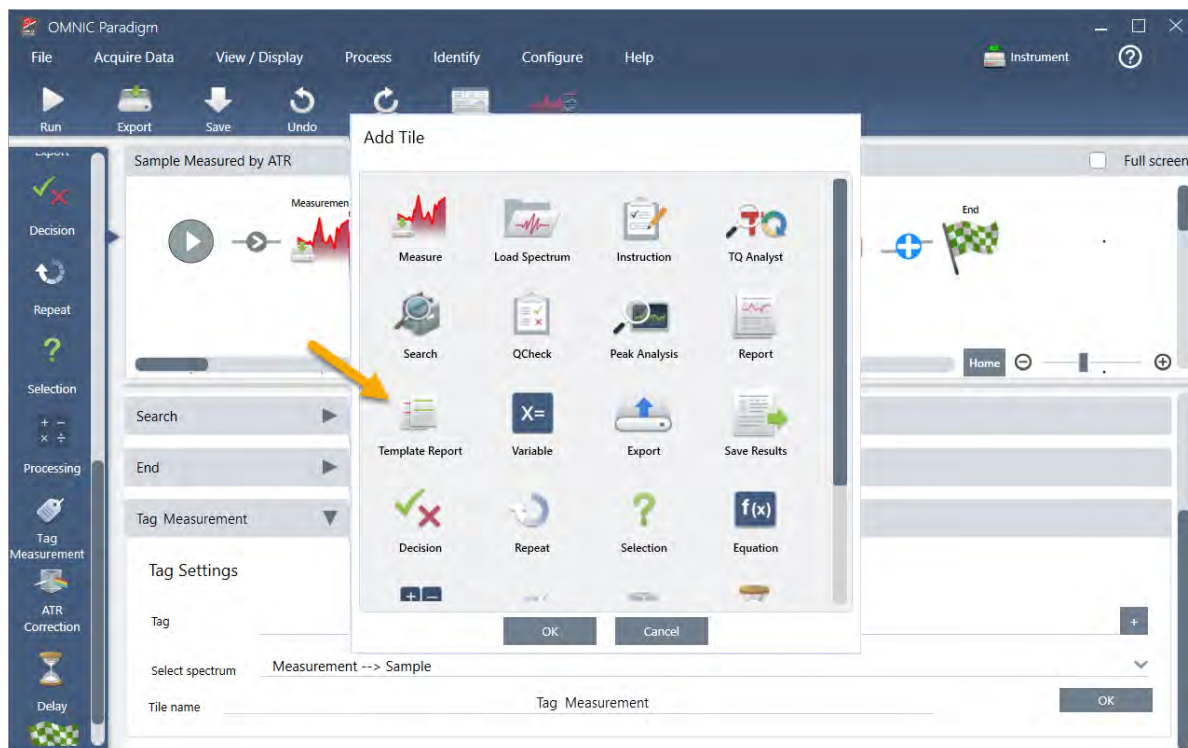 OMNIC Paradigm
File Acquire Data View / Display Process Identify Configure Help Instrument
Run Export Save Undo
Add Tile
Export
Sample Measured by ATR
Full screen
Measuremen
End
Decision
Measure Load Spectrum Instruction TQ Analyst
Repeat
Search QCheck Peak Analysis Report
Home
Selection
Search
X=
Template Report Variable Export Save Results
Processing
End
Tag Measurement
f(x)
Decision Repeat Selection Equation
Tag
Measurement
Tag Settings
ATR
Correction
Tag
+
OK Cancel
Select spectrum Measurement --> Sample
Delay
Tile name Tag Measurement OK